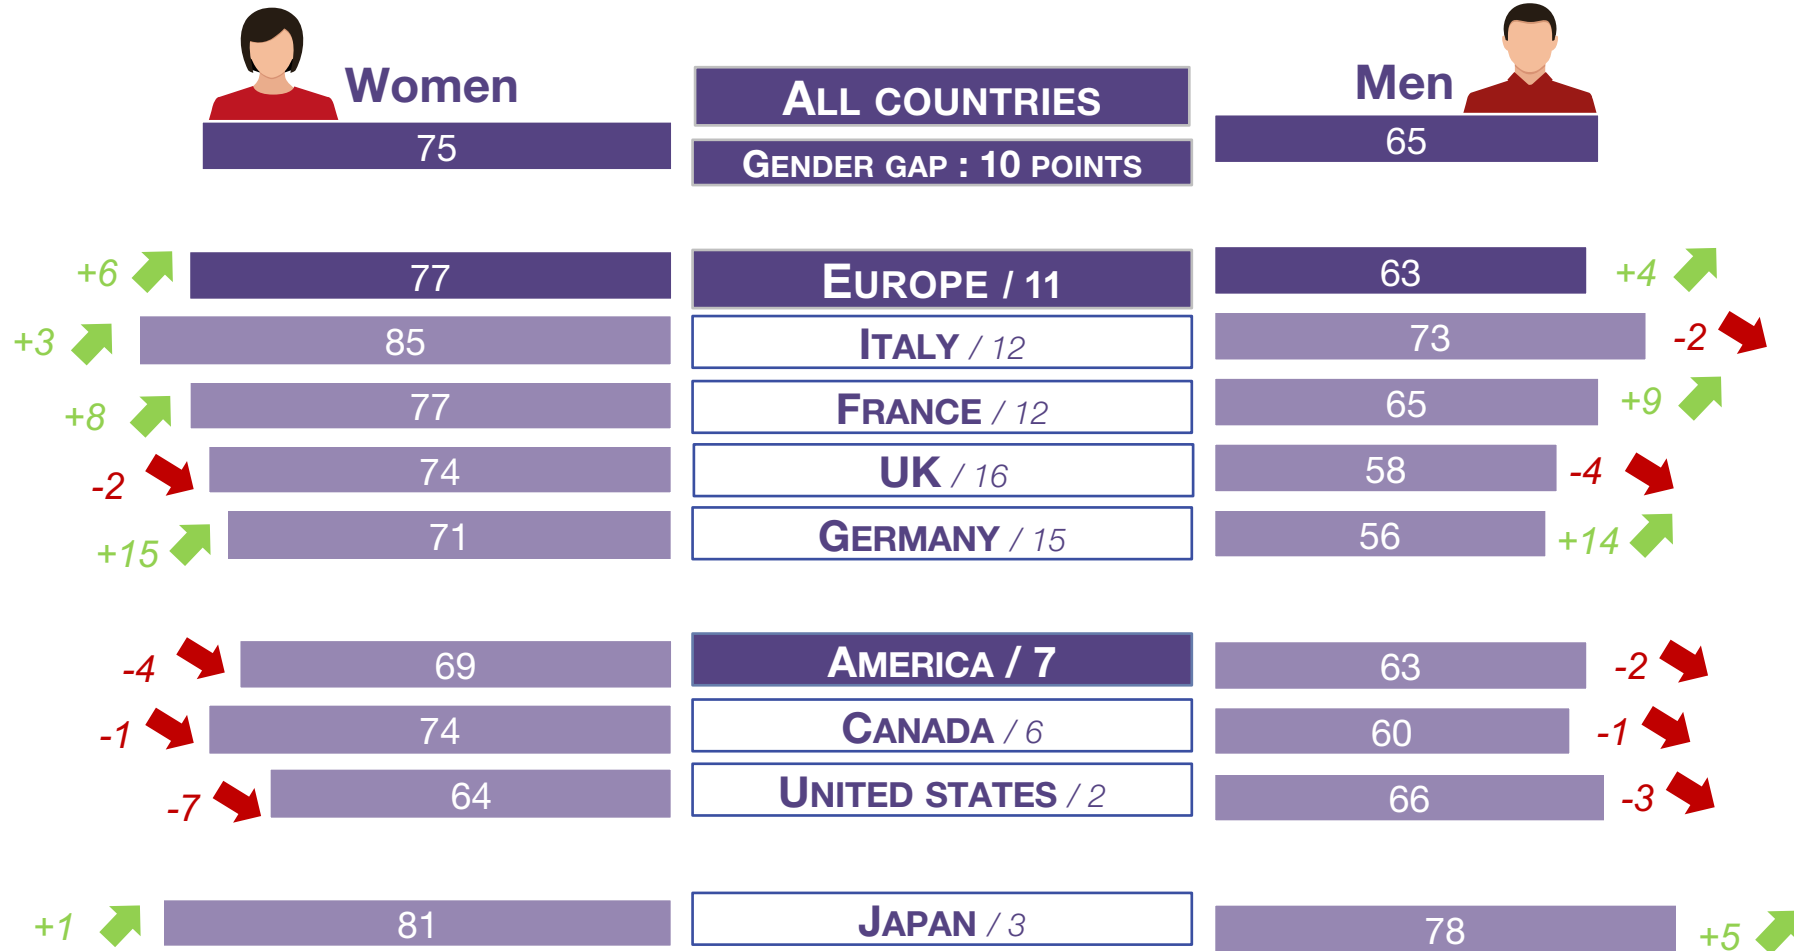 Women
ALL COUNTRIES
Men
75
GENDER GAP : 10 POINTS
65
+6
77
EUROPE / 11
63
+4
+3
85
ITALY / 12
73
-2
+8
77
FRANCE / 12
65
+9
-2
74
UK / 16
58
-4
+15
71
GERMANY / 15
56
+14
-4
69
AMERICA / 7
63
-2
-1
74
CANADA / 6
60
-1
-7
64
UNITED STATES / 2
66
-3
+1
81
JAPAN / 3
78
+5